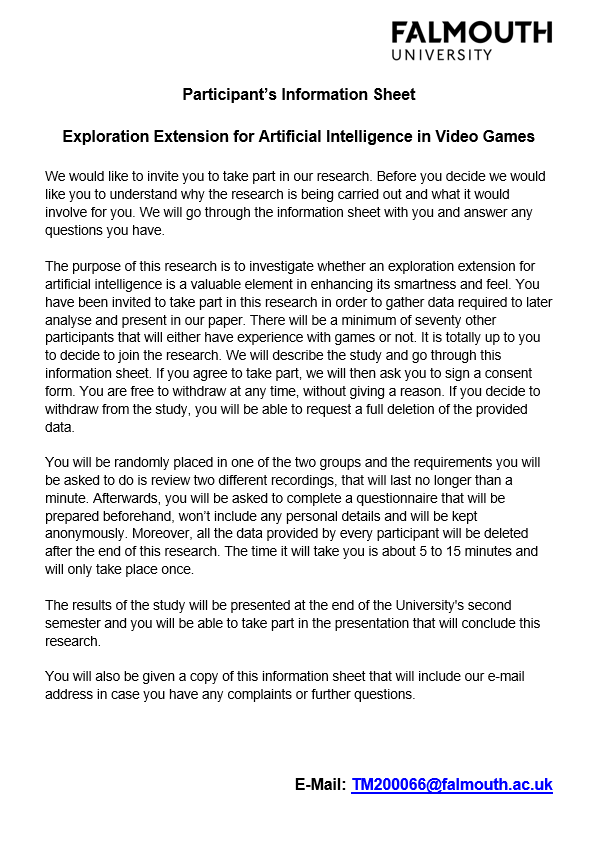 FALMOUTH
UNIVERSITY
Participant’s Information Sheet
Exploration Extension for Artificial Intelligence in Video Games
We would like to invite you to take part in our research. Before you decide we would
like you to understand why the research is being carried out and what it would
involve for you. We will go through the information sheet with you and answer any
questions you have.
The purpose of this research is to investigate whether an exploration extension for
artificial intelligence is a valuable element in enhancing its smartness and feel. You
have been invited to take part in this research in order to gather data required to later
analyse and present in our paper. There will be a minimum of seventy other
participants that will either have experience with games or not. It is totally up to you
to decide to join the research. We will describe the study and go through this
information sheet. If you agree to take part, we will then ask you to sign a consent
form. You are free to withdraw at any time, without giving a reason. If you decide to
withdraw from the study, you will be able to request a full deletion of the provided
data.
You will be randomly placed in one of the two groups and the requirements you will
be asked to do is review two different recordings, that will last no longer than a
minute. Afterwards, you will be asked to complete a questionnaire that will be
prepared beforehand, won’t include any personal details and will be kept
anonymously. Moreover, all the data provided by every participant will be deleted
after the end of this research. The time it will take you is about 5 to 15 minutes and
will only take place once.
The results of the study will be presented at the end of the University's second
semester and you will be able to take part in the presentation that will conclude this
research.
You will also be given a copy of this information sheet that will include our e-mail
address in case you have any complaints or further questions.
E-Mail: TM200066@falmouth.ac.uk